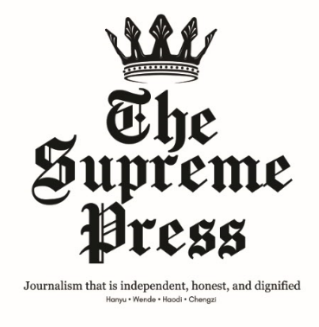 The
Supreme
Press
Journalism that is independent, honest, and dignified
Hanyu • Wende • Haodi • Chengzi